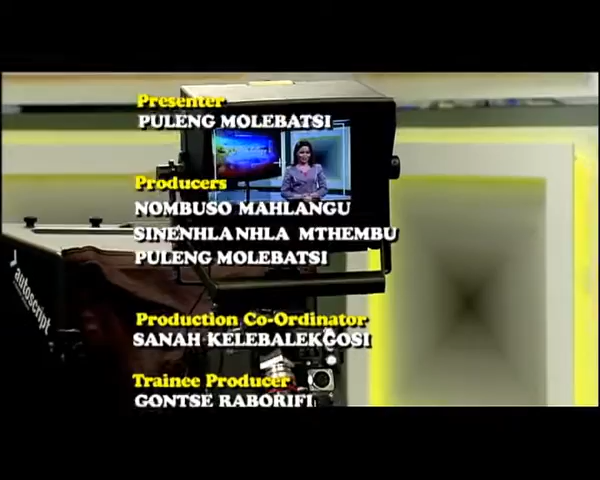 Presenter
PULENG MOLEBATSI
Producers
NOMBUSO MAHLANGU
SINENHLANHLA MTHEMBU
PULENG MOLEBATSI
autoscript
Production Co-Ordinator
SANAH KELEBALEKGOSI
Trainee Producer
GONTSE RABORIFI